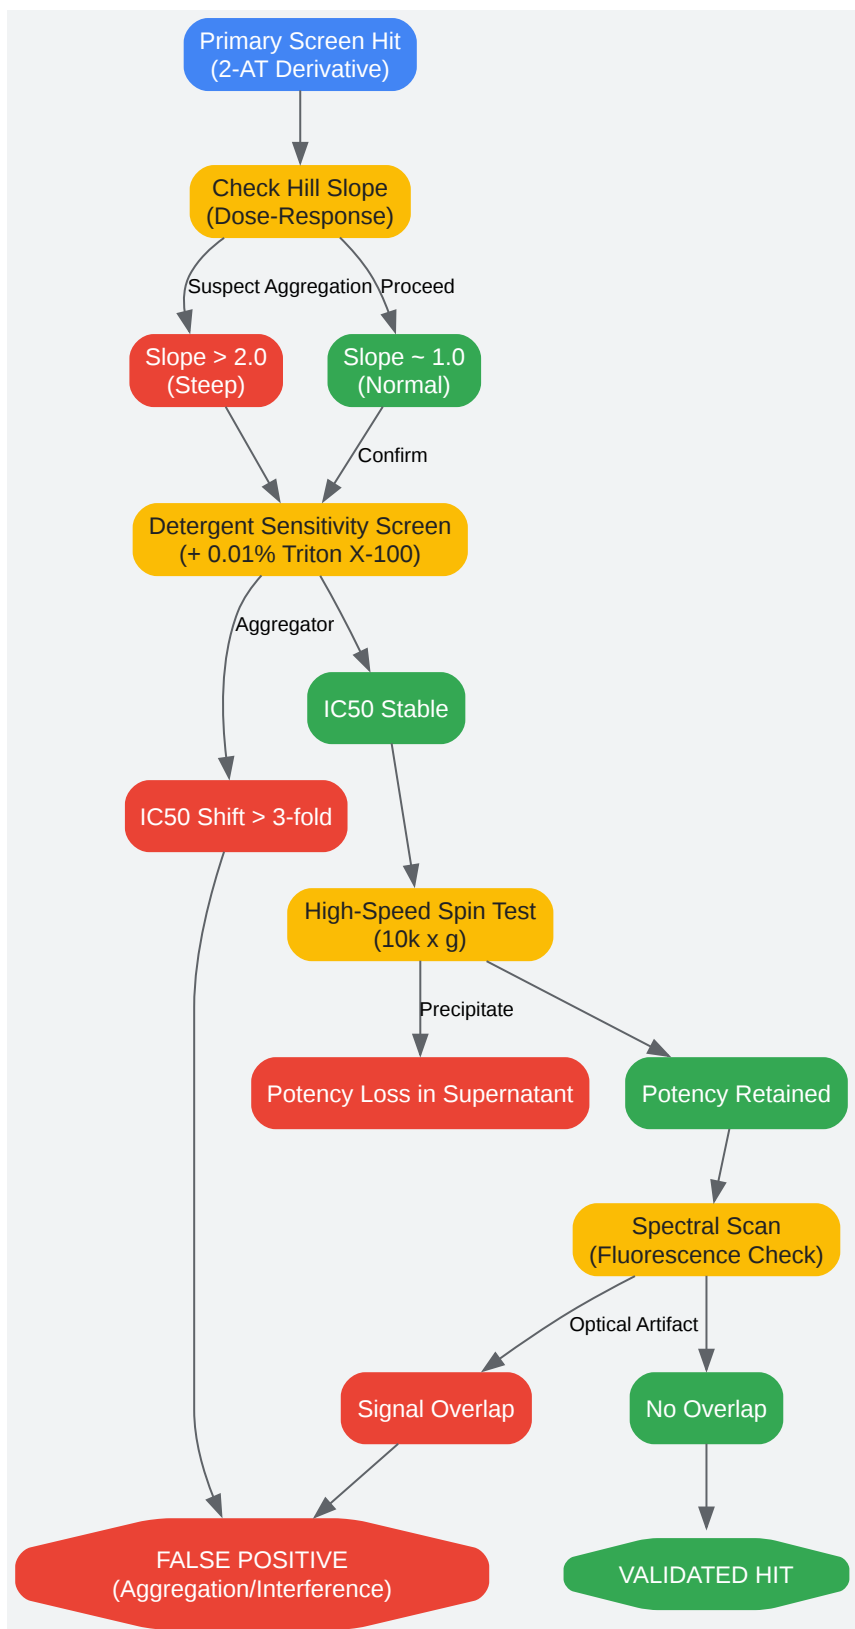 Primary Screen Hit
(2-AT Derivative)
Check Hill Slope
(Dose-Response)
Suspect Aggregation
Proceed
Slope > 2.0
(Steep)
Slope ~ 1.0
(Normal)
Confirm
Detergent Sensitivity Screen
(+ 0.01% Triton X-100)
Aggregator
IC50 Stable
IC50 Shift > 3-fold
High-Speed Spin Test
(10k x g)
Precipitate
Potency Loss in Supernatant
Potency Retained
Spectral Scan
(Fluorescence Check)
Optical Artifact
Signal Overlap
No Overlap
FALSE POSITIVE
(Aggregation/Interference)
VALIDATED HIT